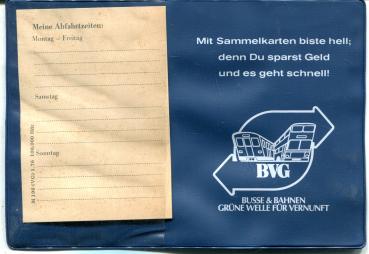 Meine Abfahrtzeiten:
Montag – Freitag
Samstag
Sonntag
Mit Sammelkarten biste hell;
denn Du sparst Geld
und es geht schnell!
BVG
BUSSE & BAHNEN
GRÜNE WELLE FÜR VERNUNFT